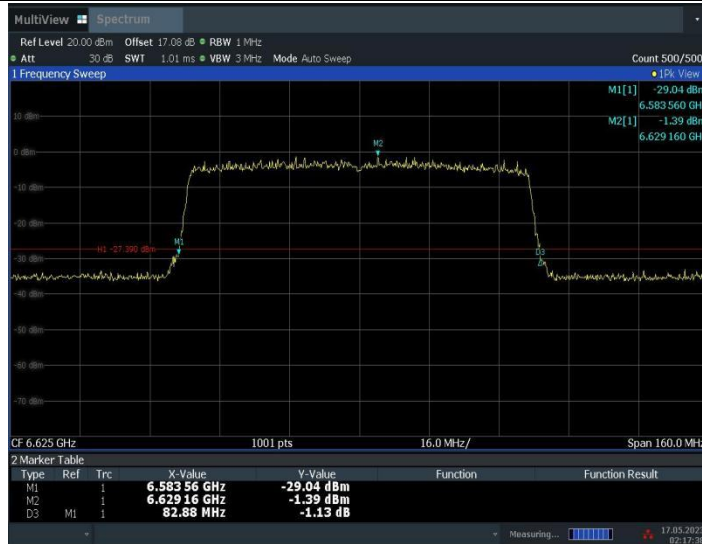 MultiView Spectrum
Ref Level 20.00 dBm Offset 17.08 dB RBW 1 MHz
Att 30 dB SWT 1.01 ms VBW 3 MHz Mode Auto Sweep Count 500/500
1 Frequency Sweep 1Pk View
M1[1] -29.04 dBm
6.583 560 GH
M2[1] -1.39 dBm
6.629 160 GH
10 dBm
M2
0 dBm
-10 dBm
-20 dBm
M1
H1 -27.390 dBm
D3
-30 dBm
-40 dBm
-50 dBm
-60 dBm
-70 dBm
CF 6.625 GHz 1001 pts 16.0 MHz/ Span 160.0 MHz
2 Marker Table
Type Ref Trc X-Value Y-Value Function Function Result
M1 1 6.583 56 GHz -29.04 dBm
M2 1 6.629 16 GHz -1.39 dBm
D3 M1 1 82.88 MHz -1.13 dB
Measuring... 17.05.2023